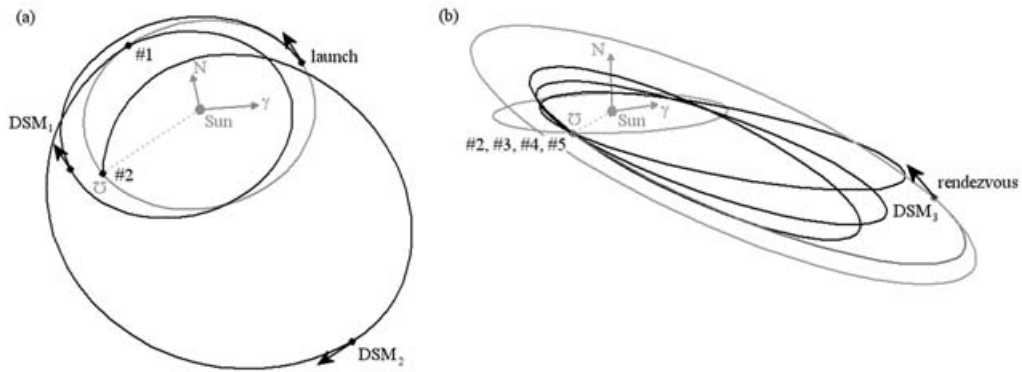 (a)
#1
launch
N
γ
Sun
DSM₁
#2
☋
DSM₂
(b)
N
γ
☋
Sun
#2, #3, #4, #5
rendezvous
DSM₃